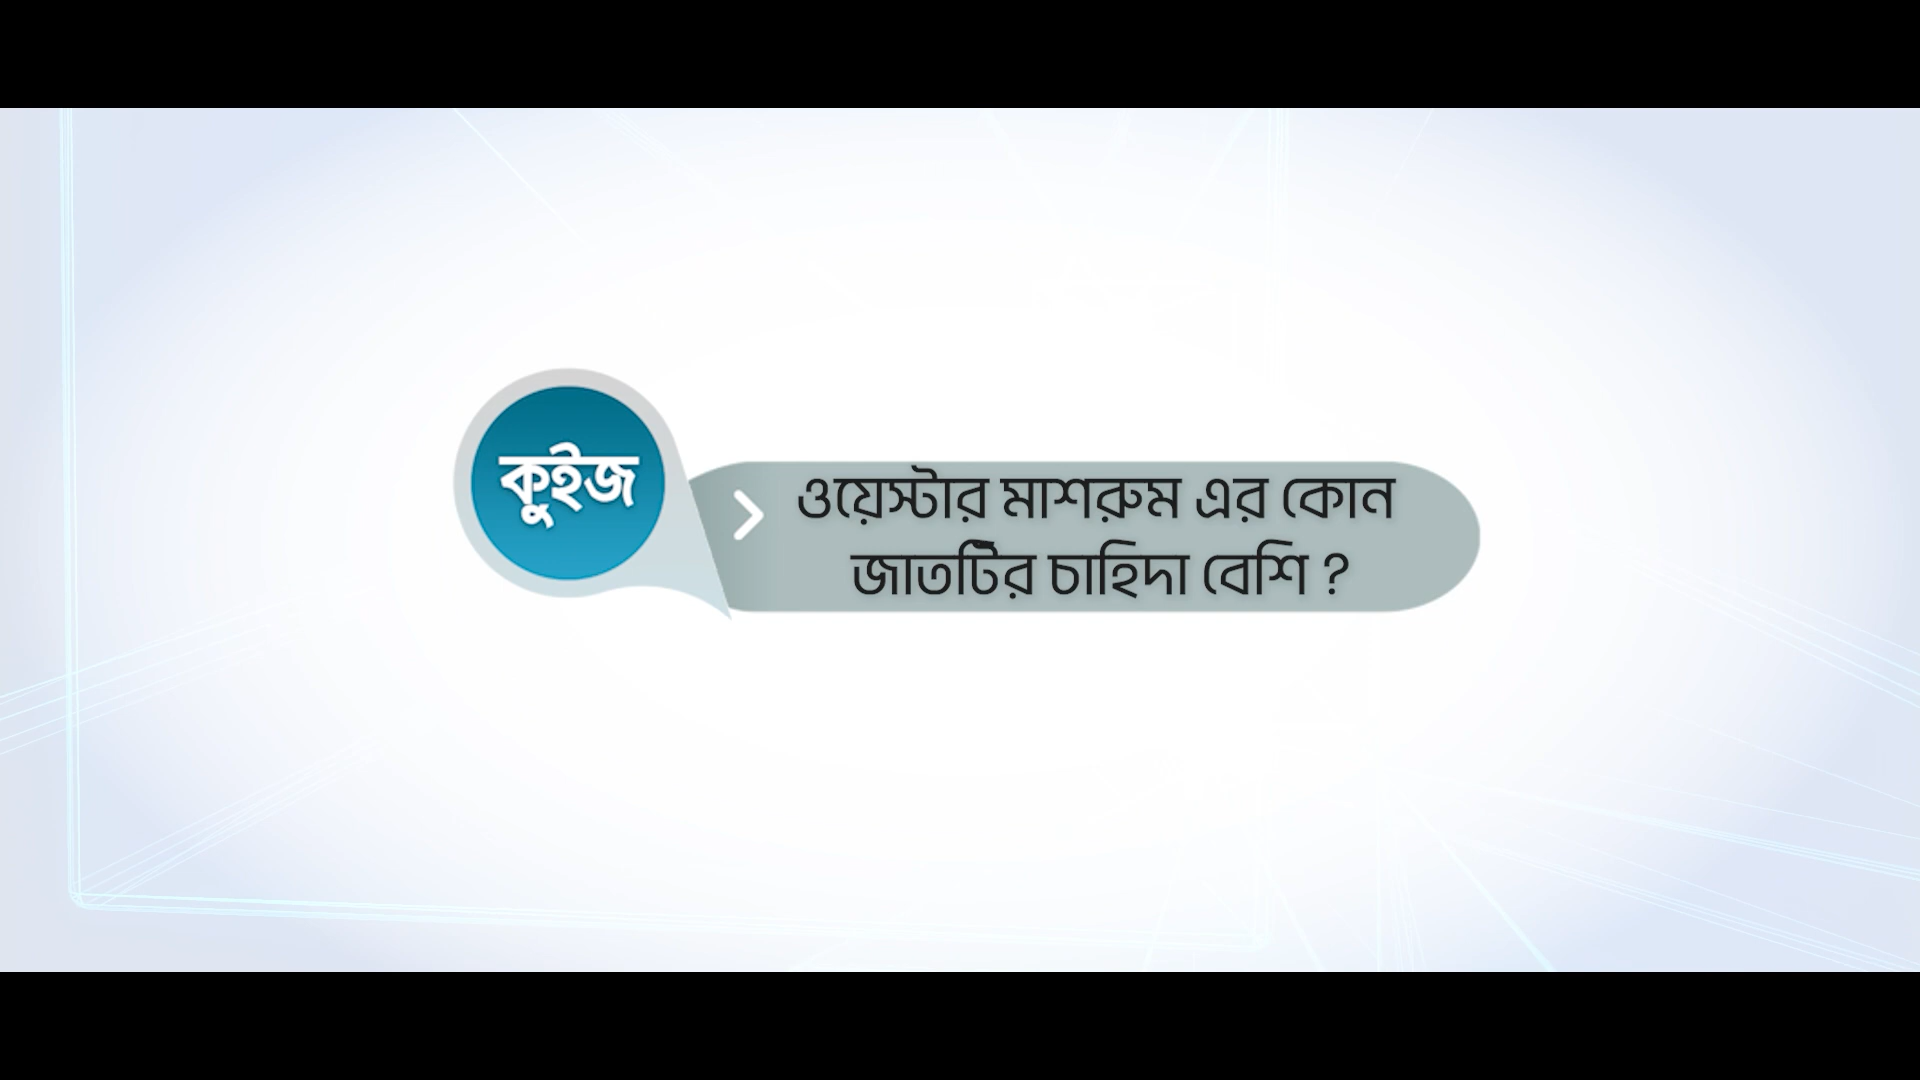 কুইজ
ওয়েস্টার মাশরুম এর কোন
জাতটির চাহিদা বেশি ?